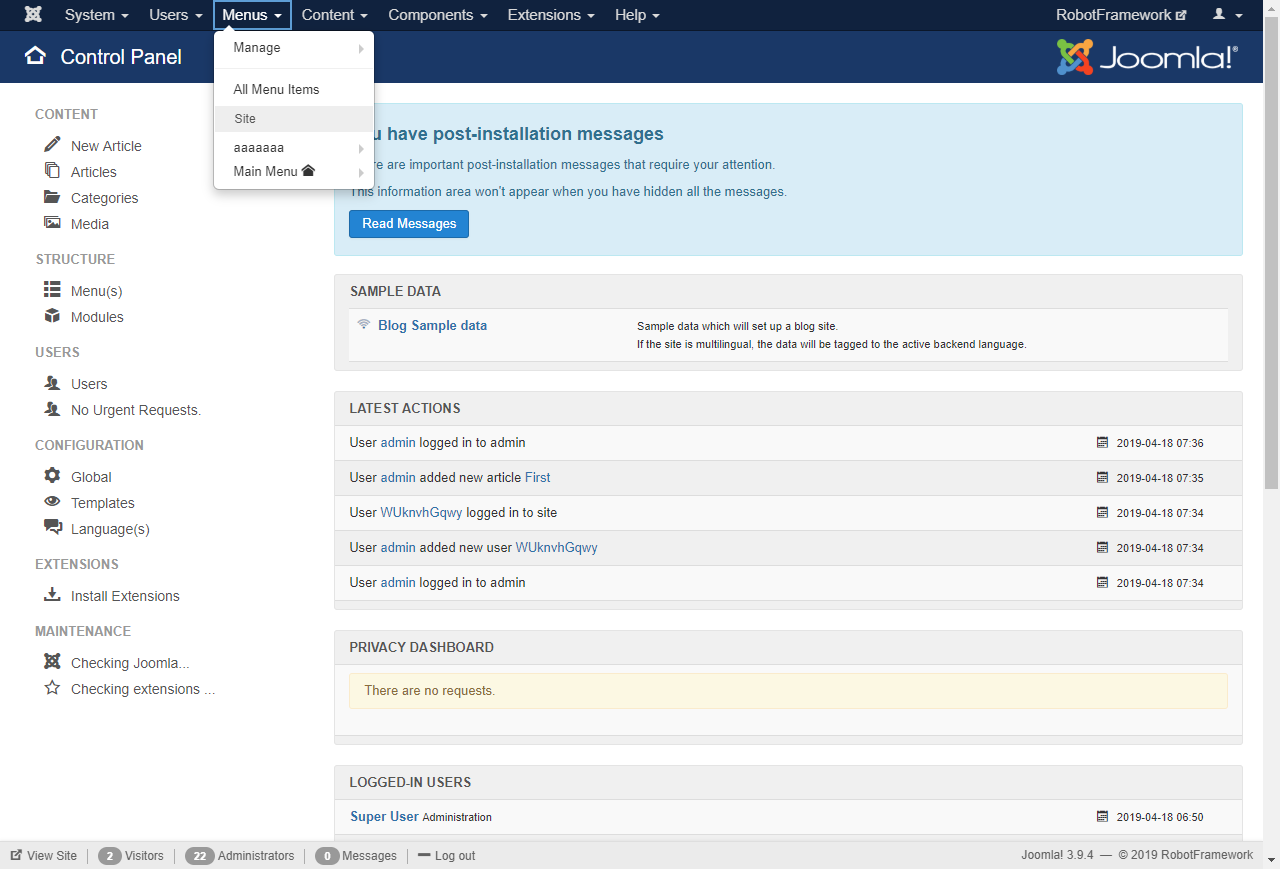 System Users Menus Content Components Extensions Help RobotFramework
Control Panel
Joomla!®
Manage
All Menu Items
Site
aaaaaaa
Main Menu
CONTENT
New Article
Articles
Categories
Media
STRUCTURE
Menu(s)
Modules
USERS
Users
No Urgent Requests.
CONFIGURATION
Global
Templates
Language(s)
EXTENSIONS
Install Extensions
MAINTENANCE
Checking Joomla...
Checking extensions ...
have post-installation messages
are important post-installation messages that require your attention.
This information area won't appear when you have hidden all the messages.
Read Messages
SAMPLE DATA
Blog Sample data
Sample data which will set up a blog site.
If the site is multilingual, the data will be tagged to the active backend language.
LATEST ACTIONS
User admin logged in to admin 2019-04-18 07:36
User admin added new article First 2019-04-18 07:35
User WUknvhGqwy logged in to site 2019-04-18 07:34
User admin added new user WUknvhGqwy 2019-04-18 07:34
User admin logged in to admin 2019-04-18 07:34
PRIVACY DASHBOARD
There are no requests.
LOGGED-IN USERS
Super User Administration 2019-04-18 06:50
View Site 2 Visitors 22 Administrators 0 Messages Log out Joomla! 3.9.4 — © 2019 RobotFramework